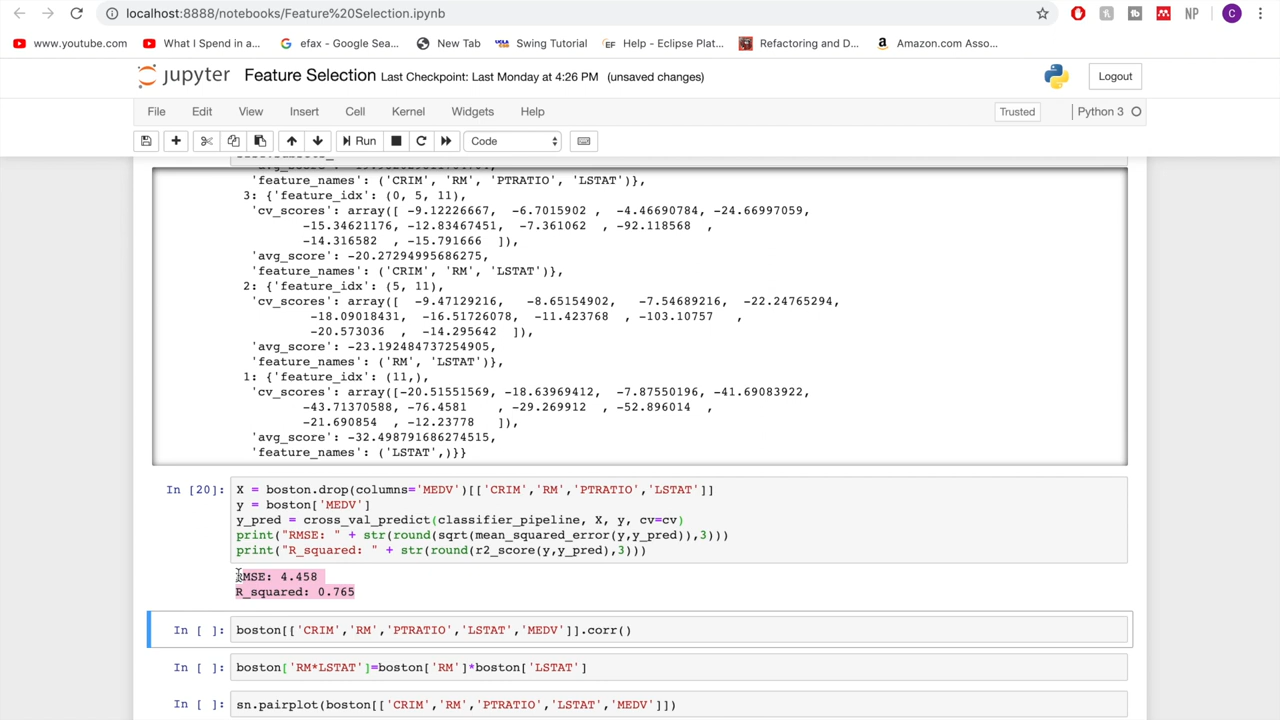 localhost:8888/notebooks/Feature%20Selection.ipynb
NP
C
www.youtube.com
What I Spend in a...
efax - Google Sea...
New Tab
UCLA
Swing Tutorial
Help - Eclipse Plat...
Refactoring and D...
Amazon.com Asso...
jupyter Feature Selection Last Checkpoint: Last Monday at 4:26 PM (unsaved changes)
Logout
File Edit View Insert Cell Kernel Widgets Help
Trusted
Python 3
Run
Code
'feature_names': ('CRIM', 'RM', 'PTRATIO', 'LSTAT')},
3: {'feature_idx': (0, 5, 11),
'cv_scores': array([ -9.12226667, -6.7015902 , -4.46690784, -24.66997059,
-15.34621176, -12.83467451, -7.361062 , -92.118568 ,
-14.316582 , -15.791666 ]),
'avg_score': -20.27294995686275,
'feature_names': ('CRIM', 'RM', 'LSTAT')},
2: {'feature_idx': (5, 11),
'cv_scores': array([ -9.47129216, -8.65154902, -7.54689216, -22.24765294,
-18.09018431, -16.51726078, -11.423768 , -103.10757 ,
-20.573036 , -14.295642 ]),
'avg_score': -23.192484737254905,
'feature_names': ('RM', 'LSTAT')},
1: {'feature_idx': (11,),
'cv_scores': array([-20.51551569, -18.63969412, -7.87550196, -41.69083922,
-43.71370588, -76.4581 , -29.269912 , -52.896014 ,
-21.690854 , -12.23778 ]),
'avg_score': -32.498791686274515,
'feature_names': ('LSTAT',)}}
In [20]: X = boston.drop(columns='MEDV')[['CRIM','RM','PTRATIO','LSTAT']]
y = boston['MEDV']
y_pred = cross_val_predict(classifier_pipeline, X, y, cv=cv)
print("RMSE: " + str(round(sqrt(mean_squared_error(y,y_pred)),3)))
print("R_squared: " + str(round(r2_score(y,y_pred),3)))
RMSE: 4.458
R_squared: 0.765
In [ ]: boston[['CRIM','RM','PTRATIO','LSTAT','MEDV']].corr()
In [ ]: boston['RM*LSTAT']=boston['RM']*boston['LSTAT']
In [ ]: sn.pairplot(boston[['CRIM','RM','PTRATIO','LSTAT','MEDV']])